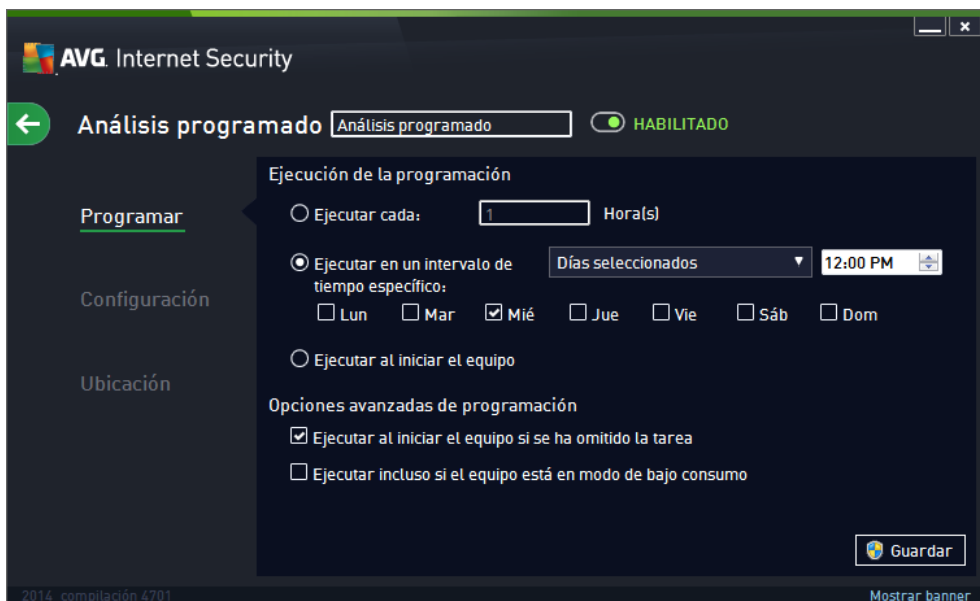 AVG. Internet Security
Análisis programado Análisis programado HABILITADO
Ejecución de la programación
Programar
Ejecutar cada: 1 Hora(s)
Ejecutar en un intervalo de tiempo específico:
Días seleccionados 12:00 PM
Lun Mar Mié Jue Vie Sáb Dom
Configuración
Ejecutar al iniciar el equipo
Ubicación
Opciones avanzadas de programación
Ejecutar al iniciar el equipo si se ha omitido la tarea
Ejecutar incluso si el equipo está en modo de bajo consumo
Guardar
2014 compilación 4701 Mostrar banner